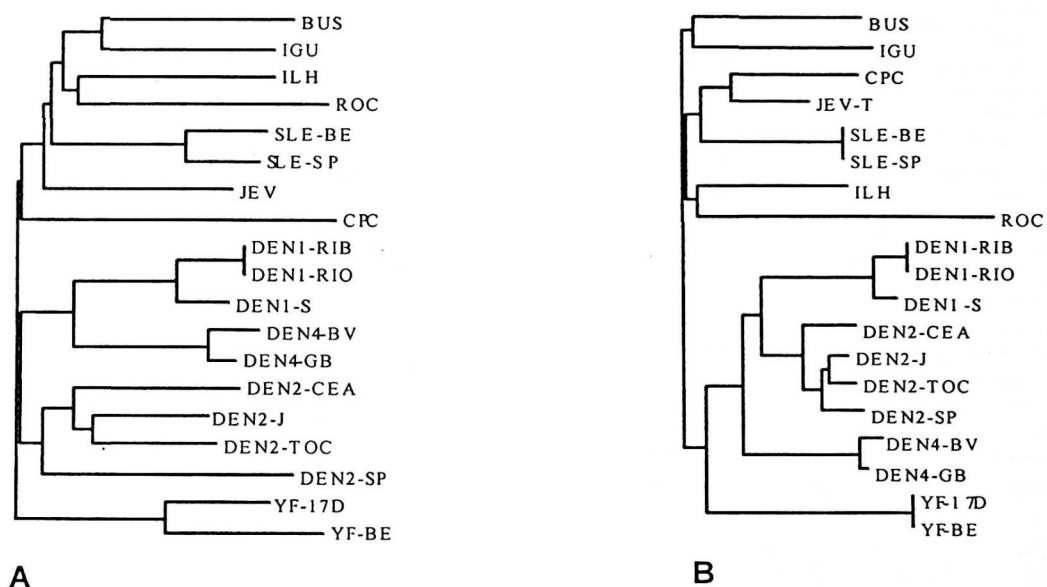 BUS
IGU
ILH
ROC
SLE-BE
SLE-SP
JEV
CPC
DEN1-RIB
DEN1-RIO
DEN1-S
DEN4-BV
DEN4-GB
DEN2-CEA
DEN2-J
DEN2-TOC
DEN2-SP
YF-17D
YF-BE
A
BUS
IGU
CPC
JEV-T
SLE-BE
SLE-SP
ILH
ROC
DEN1-RIB
DEN1-RIO
DEN1-S
DEN2-CEA
DEN2-J
DEN2-TOC
DEN2-SP
DEN4-BV
DEN4-GB
YF-17D
YF-BE
B